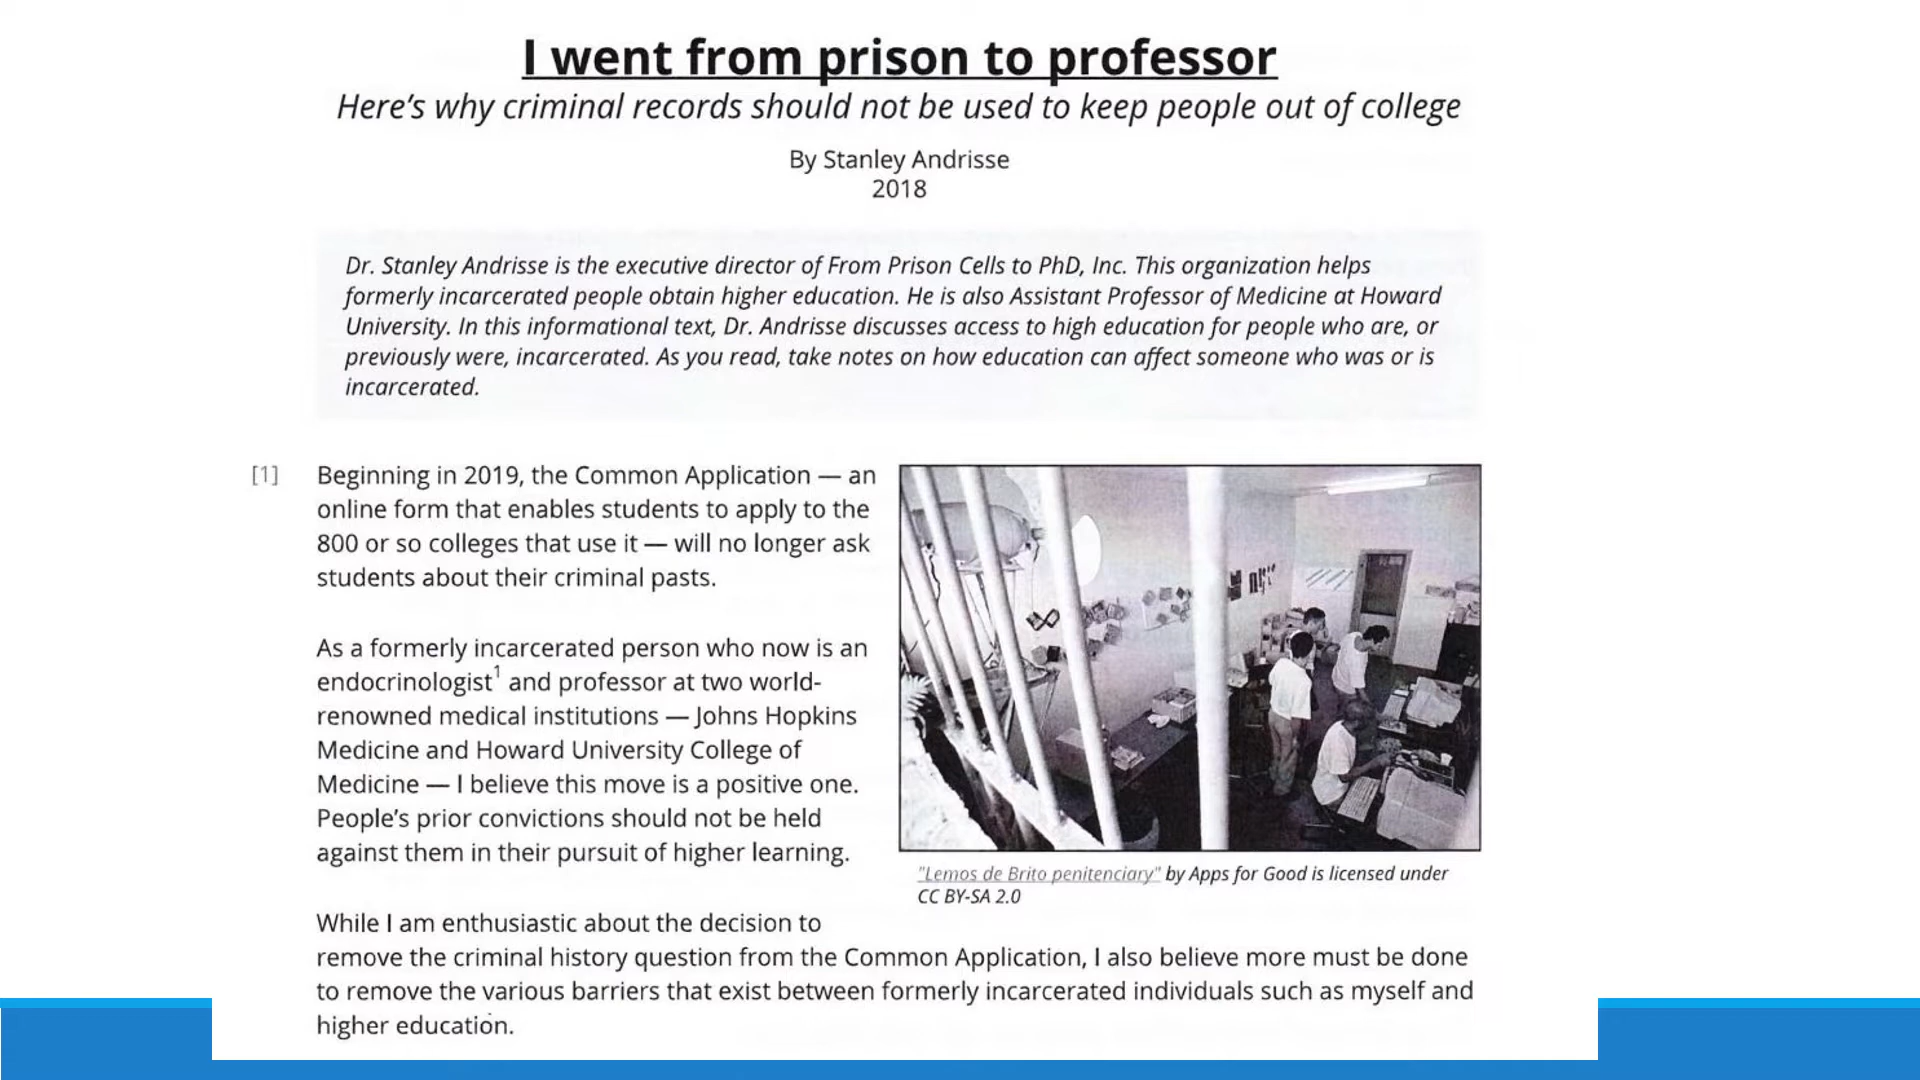 I went from prison to professor
Here's why criminal records should not be used to keep people out of college
By Stanley Andrisse
2018
Dr. Stanley Andrisse is the executive director of From Prison Cells to PhD, Inc. This organization helps
formerly incarcerated people obtain higher education. He is also Assistant Professor of Medicine at Howard
University. In this informational text, Dr. Andrisse discusses access to high education for people who are, or
previously were, incarcerated. As you read, take notes on how education can affect someone who was or is
incarcerated.
[1]
Beginning in 2019, the Common Application — an
online form that enables students to apply to the
800 or so colleges that use it — will no longer ask
students about their criminal pasts.
As a formerly incarcerated person who now is an
endocrinologist1 and professor at two world-
renowned medical institutions — Johns Hopkins
Medicine and Howard University College of
Medicine — I believe this move is a positive one.
People's prior convictions should not be held
against them in their pursuit of higher learning.
"Lemos de Brito penitenciary" by Apps for Good is licensed under
CC BY-SA 2.0
While I am enthusiastic about the decision to
remove the criminal history question from the Common Application, I also believe more must be done
to remove the various barriers that exist between formerly incarcerated individuals such as myself and
higher education.